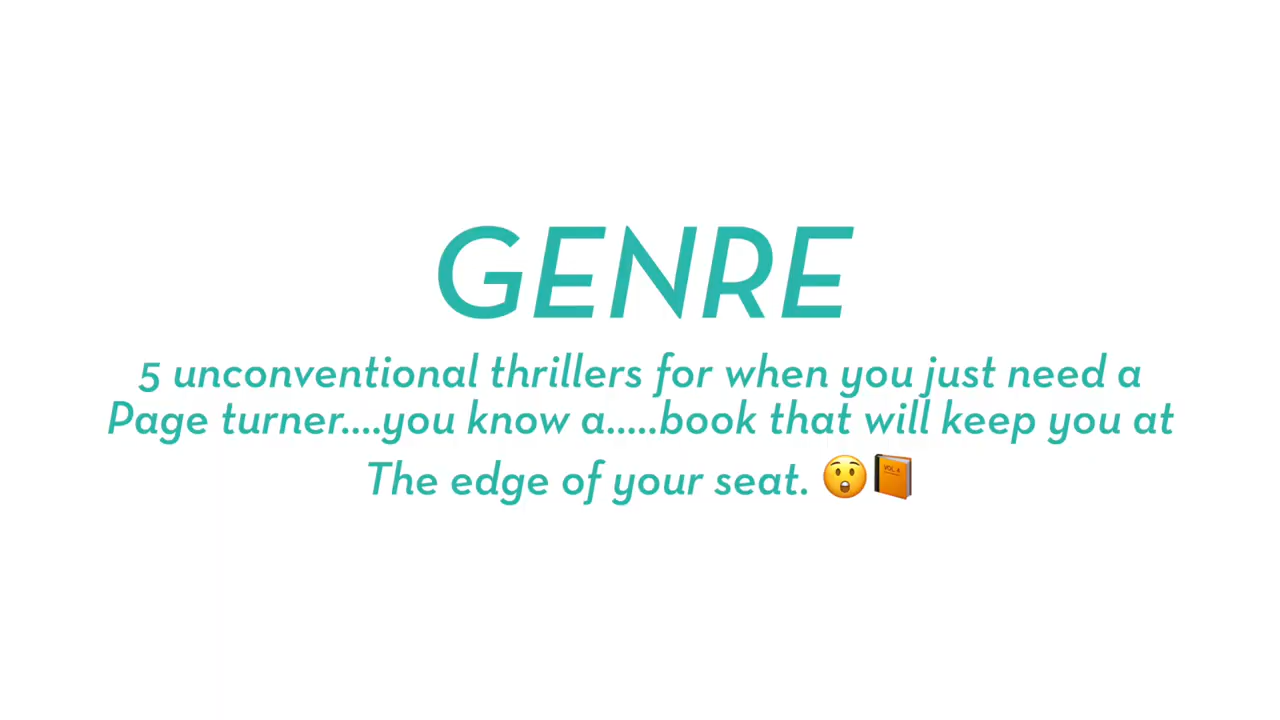 GENRE
5 unconventional thrillers for when you just need a
Page turner....you know a.....book that will keep you at
The edge of your seat. 😲📙